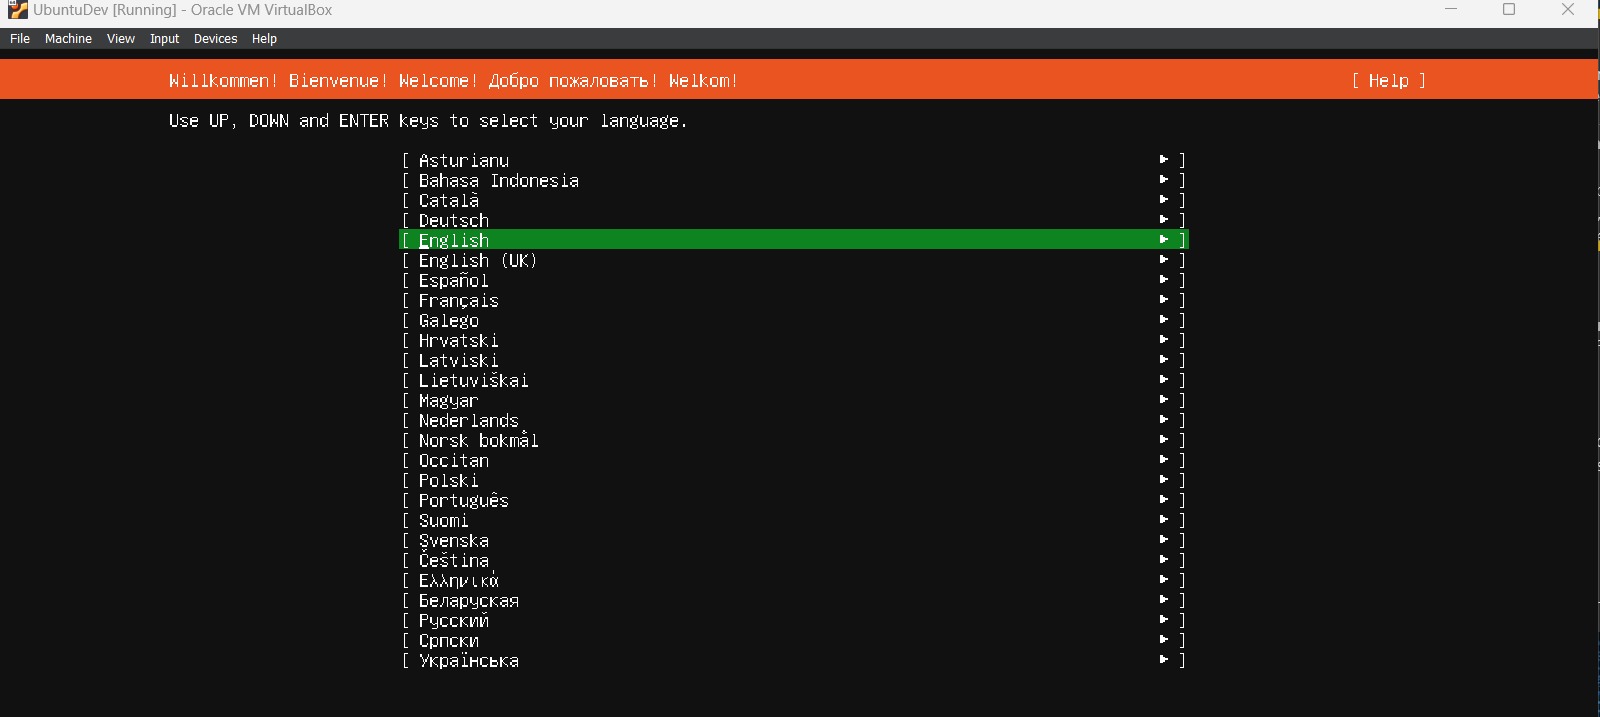 UbuntuDev [Running] - Oracle VM VirtualBox
File Machine View Input Devices Help
Willkommen! Bienvenue! Welcome! Добро пожаловать! Welkom! [ Help ]
Use UP, DOWN and ENTER keys to select your language.
[ Asturianu ► ]
[ Bahasa Indonesia ► ]
[ Català ► ]
[ Deutsch ► ]
[ English ► ]
[ English (UK) ► ]
[ Español ► ]
[ Français ► ]
[ Galego ► ]
[ Hrvatski ► ]
[ Latviski ► ]
[ Lietuviškai ► ]
[ Magyar ► ]
[ Nederlands ► ]
[ Norsk bokmål ► ]
[ Occitan ► ]
[ Polski ► ]
[ Português ► ]
[ Suomi ► ]
[ Svenska ► ]
[ Čeština ► ]
[ Ελληνικά ► ]
[ Беларуская ► ]
[ Русский ► ]
[ Српски ► ]
[ Українська ► ]